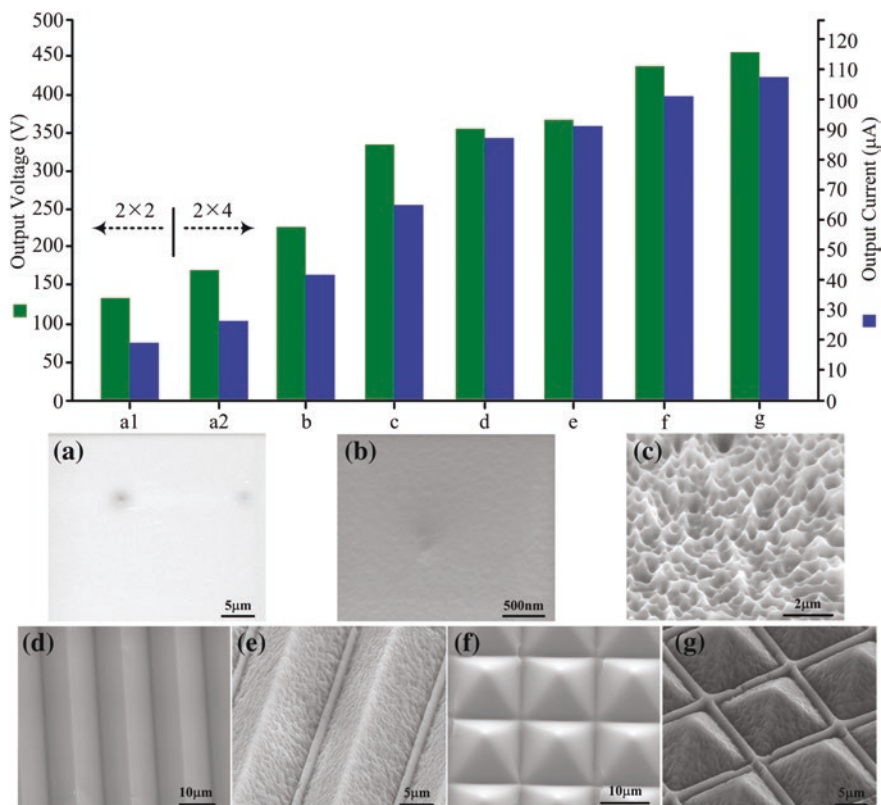 500
450
400
350
300
250
200
150
100
50
0
Output Voltage (V)
2×2
2×4
120
110
100
90
80
70
60
50
40
30
20
10
0
Output Current (μA)
a1 a2 b c d e f g
(a)
5μm
(b)
500nm
(c)
2μm
(d)
10μm
(e)
5μm
(f)
10μm
(g)
5μm